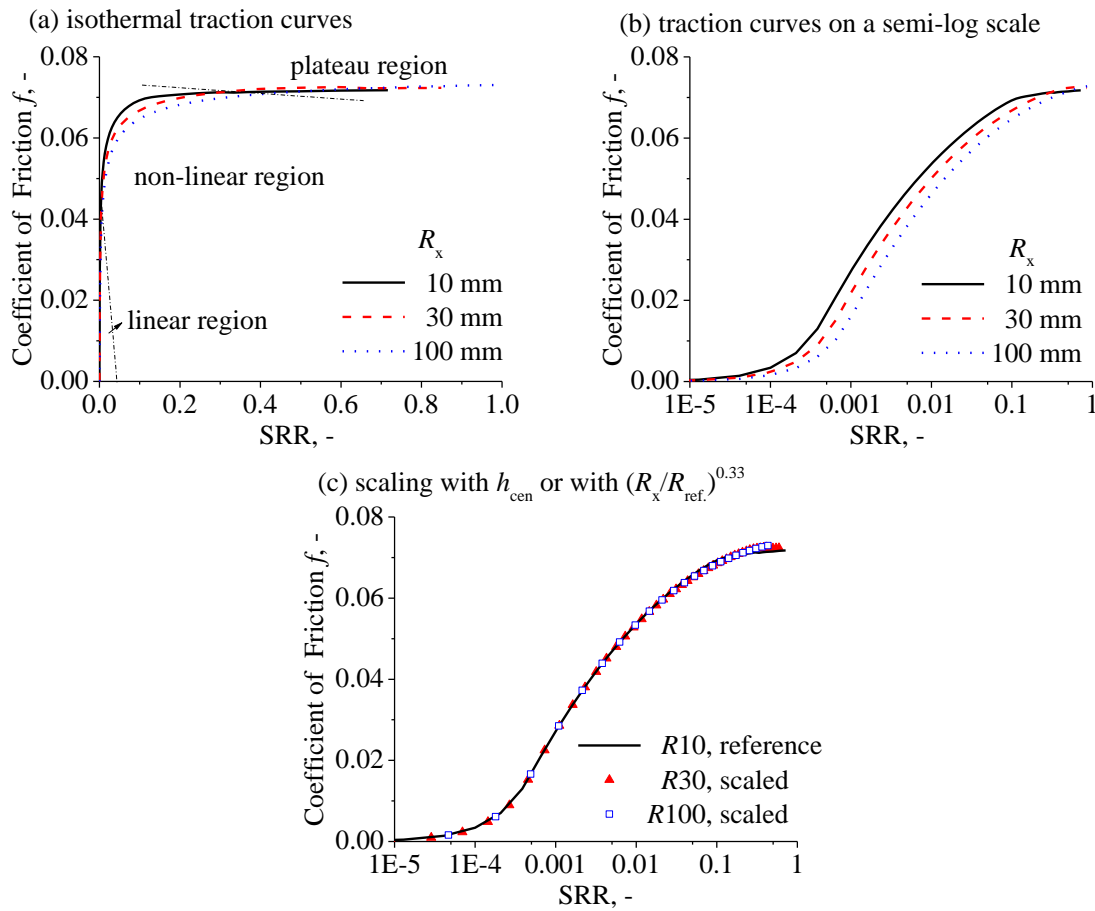 (a) isothermal traction curves
0.08
0.06
0.04
0.02
0.00
Coefficient of Friction f, -
plateau region
non-linear region
linear region
Rx
10 mm
30 mm
100 mm
0.0 0.2 0.4 0.6 0.8 1.0
SRR, -
(b) traction curves on a semi-log scale
0.08
0.06
0.04
0.02
0.00
Coefficient of Friction f, -
Rx
10 mm
30 mm
100 mm
1E-5 1E-4 0.001 0.01 0.1 1
SRR, -
(c) scaling with hcen or with (Rx/Rref.)0.33
0.08
0.06
0.04
0.02
0.00
Coefficient of Friction f, -
R10, reference
R30, scaled
R100, scaled
1E-5 1E-4 0.001 0.01 0.1 1
SRR, -